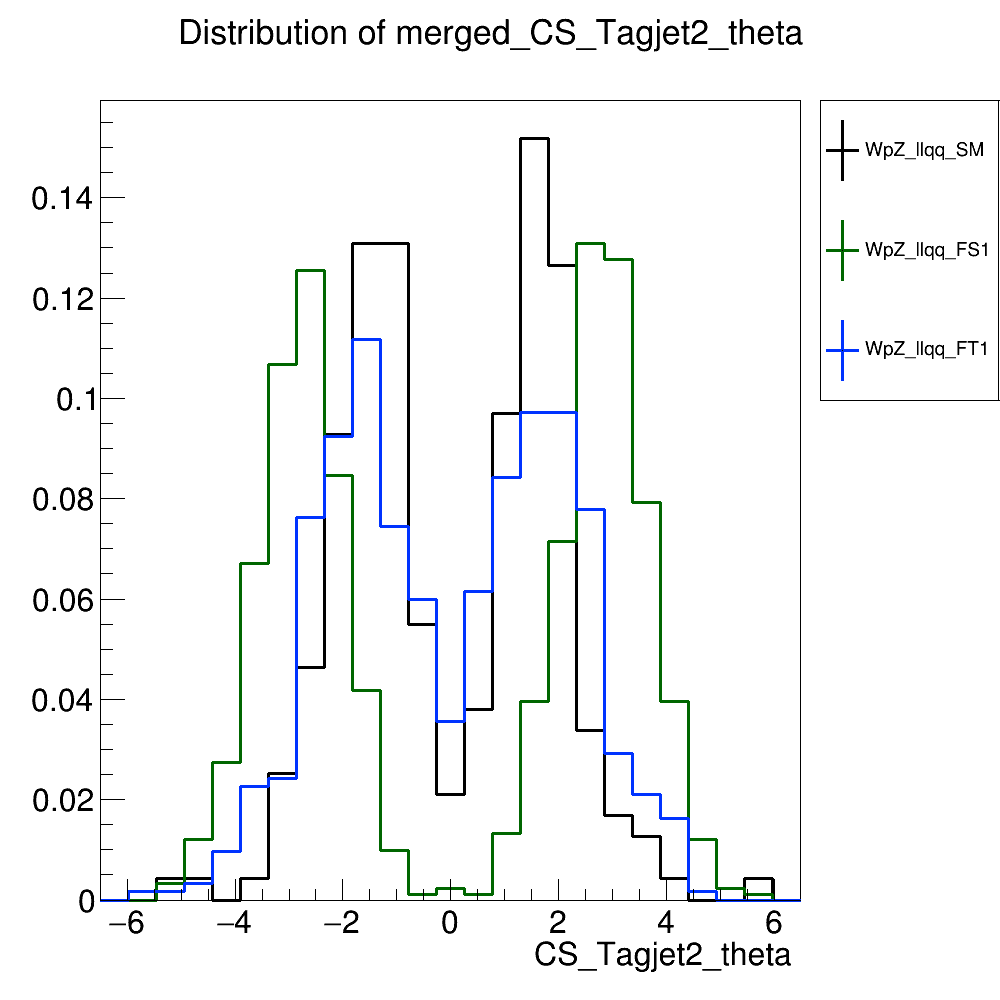 Distribution of merged_CS_Tagjet2_theta
WpZ_llqq_SM
WpZ_llqq_FS1
WpZ_llqq_FT1
0.14
0.12
0.1
0.08
0.06
0.04
0.02
0
−6 −4 −2 0 2 4 6
CS_Tagjet2_theta